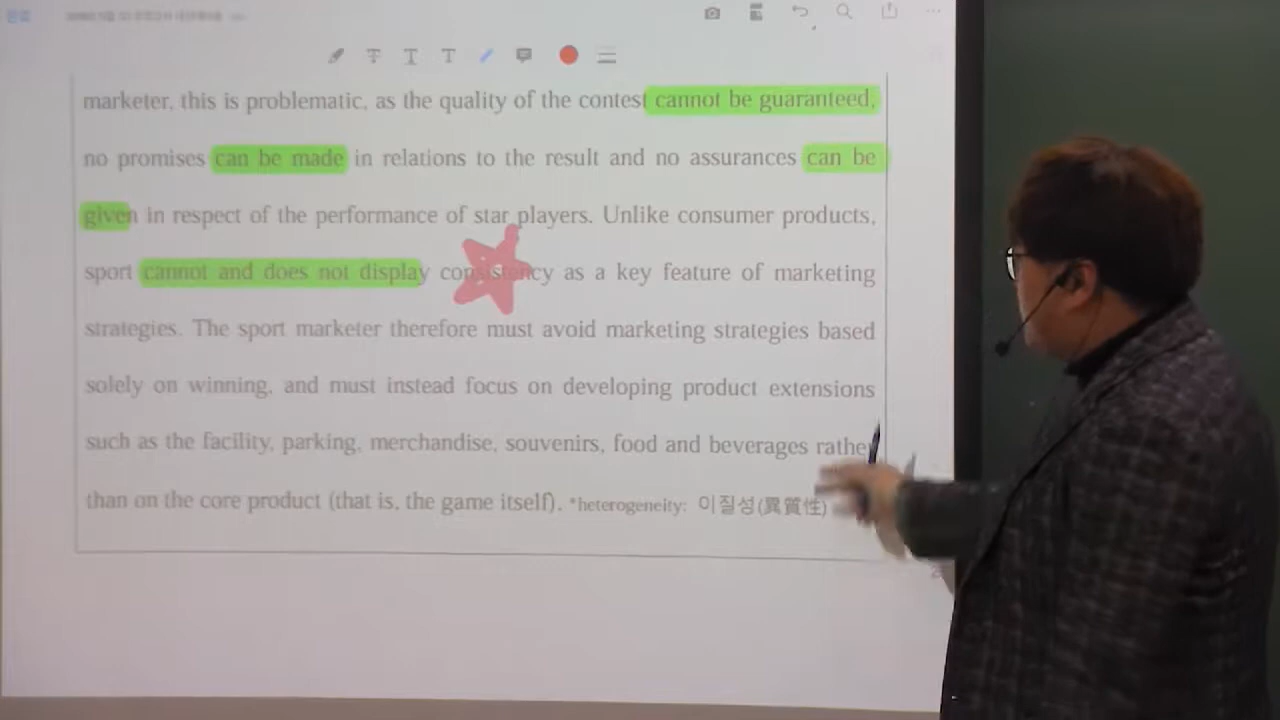 marketer, this is problematic, as the quality of the contest cannot be guaranteed,
no promises can be made in relations to the result and no assurances can be
given in respect of the performance of star players. Unlike consumer products,
sport cannot and does not display consistency as a key feature of marketing
strategies. The sport marketer therefore must avoid marketing strategies based
solely on winning, and must instead focus on developing product extensions
such as the facility, parking, merchandise, souvenirs, food and beverages rather
than on the core product (that is, the game itself). *heterogeneity: 이질성(異質性)